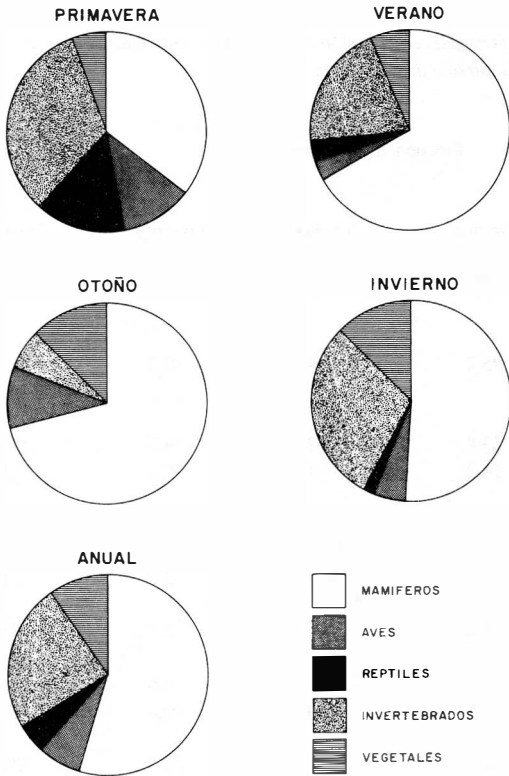 PRIMAVERA
VERANO
OTOÑO
INVIERNO
ANUAL
MAMIFEROS
AVES
REPTILES
INVERTEBRADOS
VEGETALES